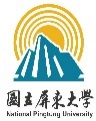 國立屏東大學
National Pingtung University